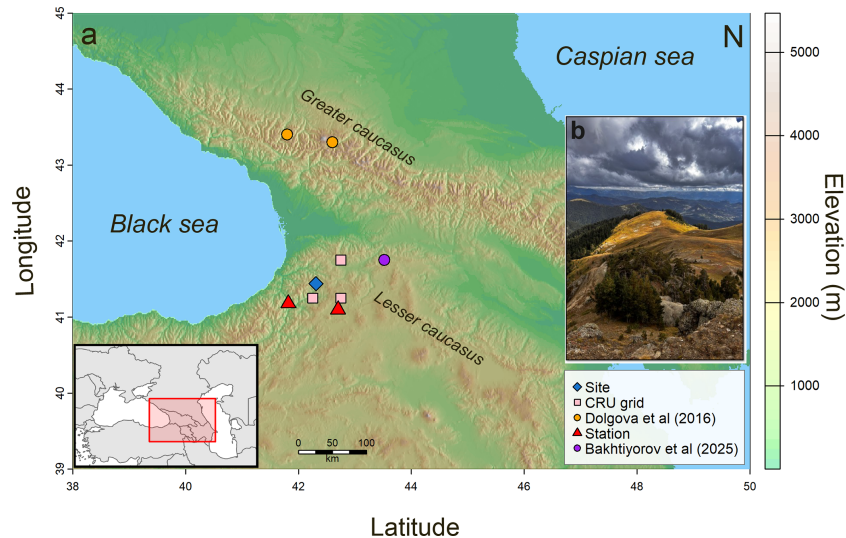 a
N
Caspian sea
Greater caucasus
b
Black sea
Lesser caucasus
45
44
43
42
41
40
39
Longitude
38
40
42
44
46
48
50
Latitude
0 50 100
km
Site
CRU grid
Dolgova et al (2016)
Station
Bakhtiyorov et al (2025)
5000
4000
3000
2000
1000
Elevation (m)